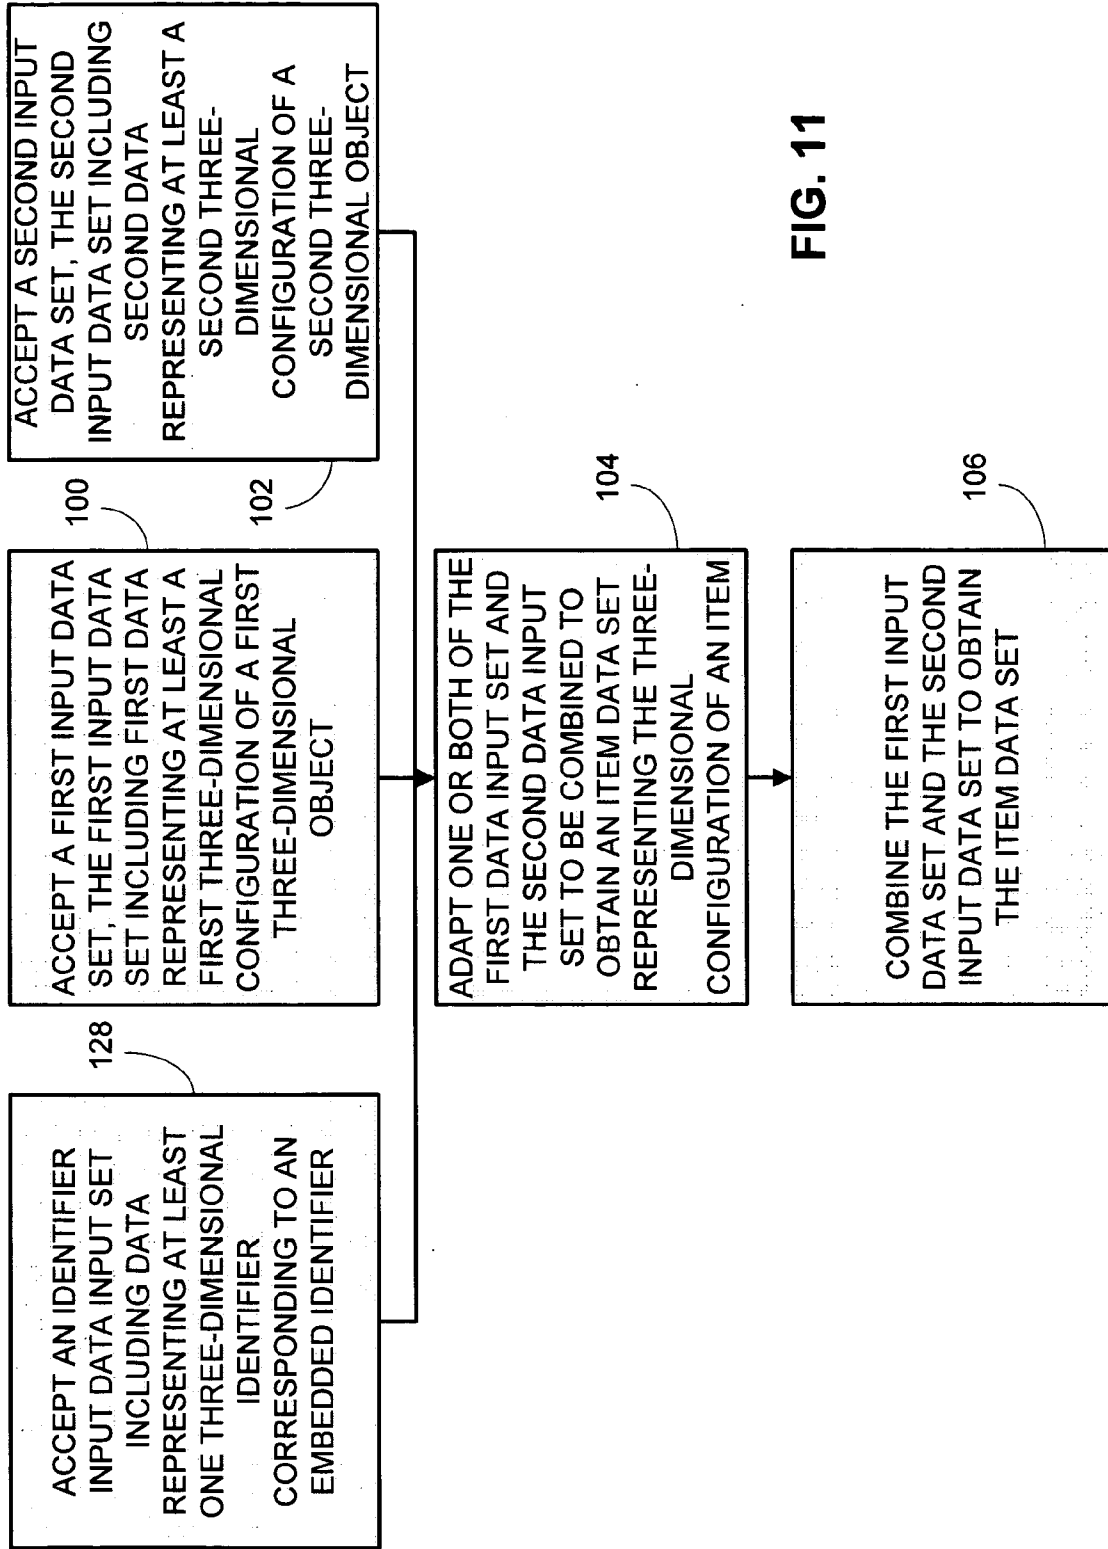 ACCEPT AN IDENTIFIER
INPUT DATA INPUT SET
INCLUDING DATA
REPRESENTING AT LEAST
ONE THREE-DIMENSIONAL
IDENTIFIER
CORRESPONDING TO AN
EMBEDDED IDENTIFIER
128
ACCEPT A FIRST INPUT DATA
SET, THE FIRST INPUT DATA
SET INCLUDING FIRST DATA
REPRESENTING AT LEAST A
FIRST THREE-DIMENSIONAL
CONFIGURATION OF A FIRST
THREE-DIMENSIONAL
OBJECT
100
ACCEPT A SECOND INPUT
DATA SET, THE SECOND
INPUT DATA SET INCLUDING
SECOND DATA
REPRESENTING AT LEAST A
SECOND THREE-
DIMENSIONAL
CONFIGURATION OF A
SECOND THREE-
DIMENSIONAL OBJECT
102
ADAPT ONE OR BOTH OF THE
FIRST DATA INPUT SET AND
THE SECOND DATA INPUT
SET TO BE COMBINED TO
OBTAIN AN ITEM DATA SET
REPRESENTING THE THREE-
DIMENSIONAL
CONFIGURATION OF AN ITEM
104
COMBINE THE FIRST INPUT
DATA SET AND THE SECOND
INPUT DATA SET TO OBTAIN
THE ITEM DATA SET
106
FIG. 11